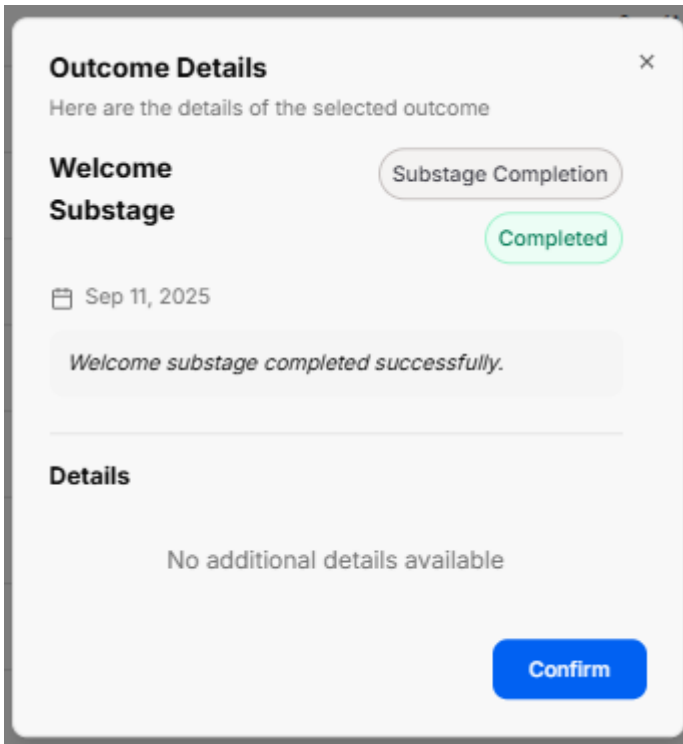 Outcome Details
×
Here are the details of the selected outcome
Welcome
Substage
Substage Completion
Completed
Sep 11, 2025
Welcome substage completed successfully.
Details
No additional details available
Confirm